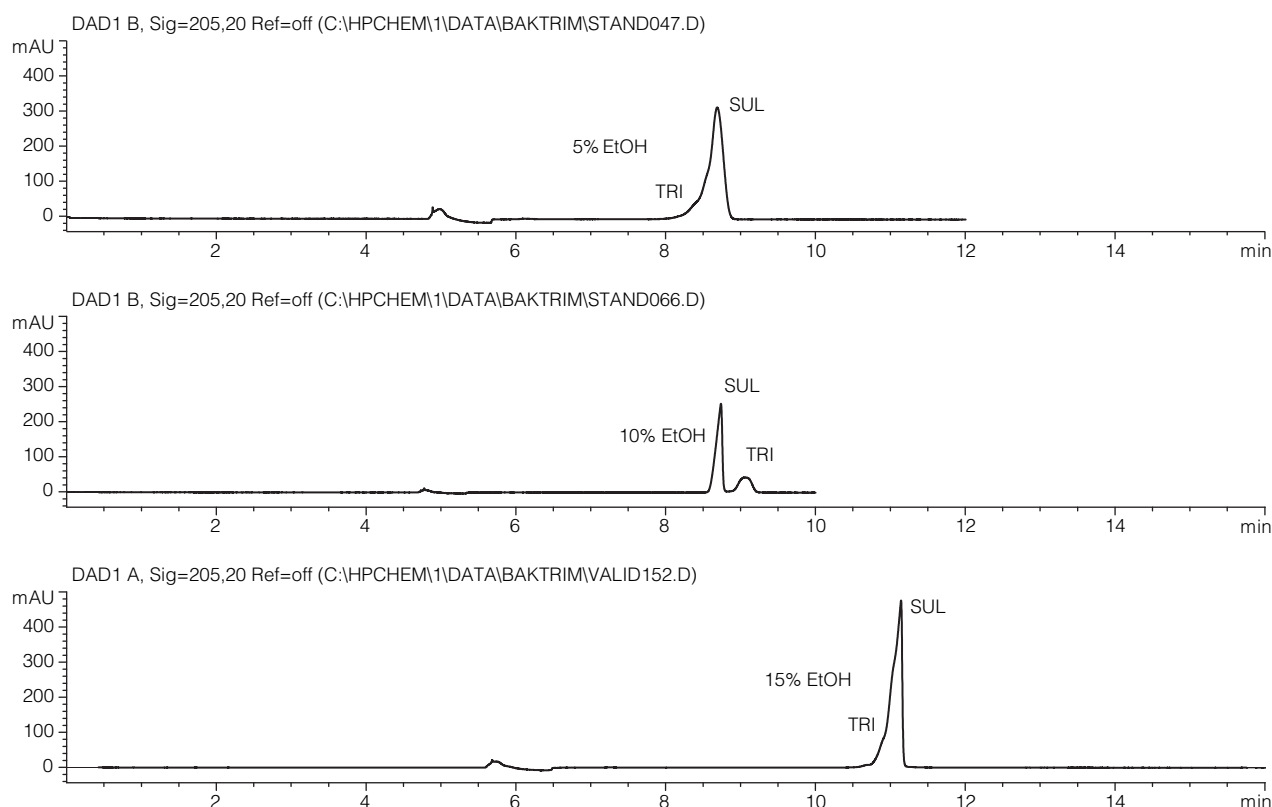 DAD1 B, Sig=205,20 Ref=off (C:\HPCHEM\1\DATA\BAKTRIM\STAND047.D)
mAU
400
SUL
300
5% EtOH
200
TRI
100
0
2 4 6 8 10 12 14 min
DAD1 B, Sig=205,20 Ref=off (C:\HPCHEM\1\DATA\BAKTRIM\STAND066.D)
mAU
400
SUL
300
200
10% EtOH
TRI
100
0
2 4 6 8 10 12 14 min
DAD1 A, Sig=205,20 Ref=off (C:\HPCHEM\1\DATA\BAKTRIM\VALID152.D)
mAU
SUL
400
300
15% EtOH
200
TRI
100
0
2 4 6 8 10 12 14 min